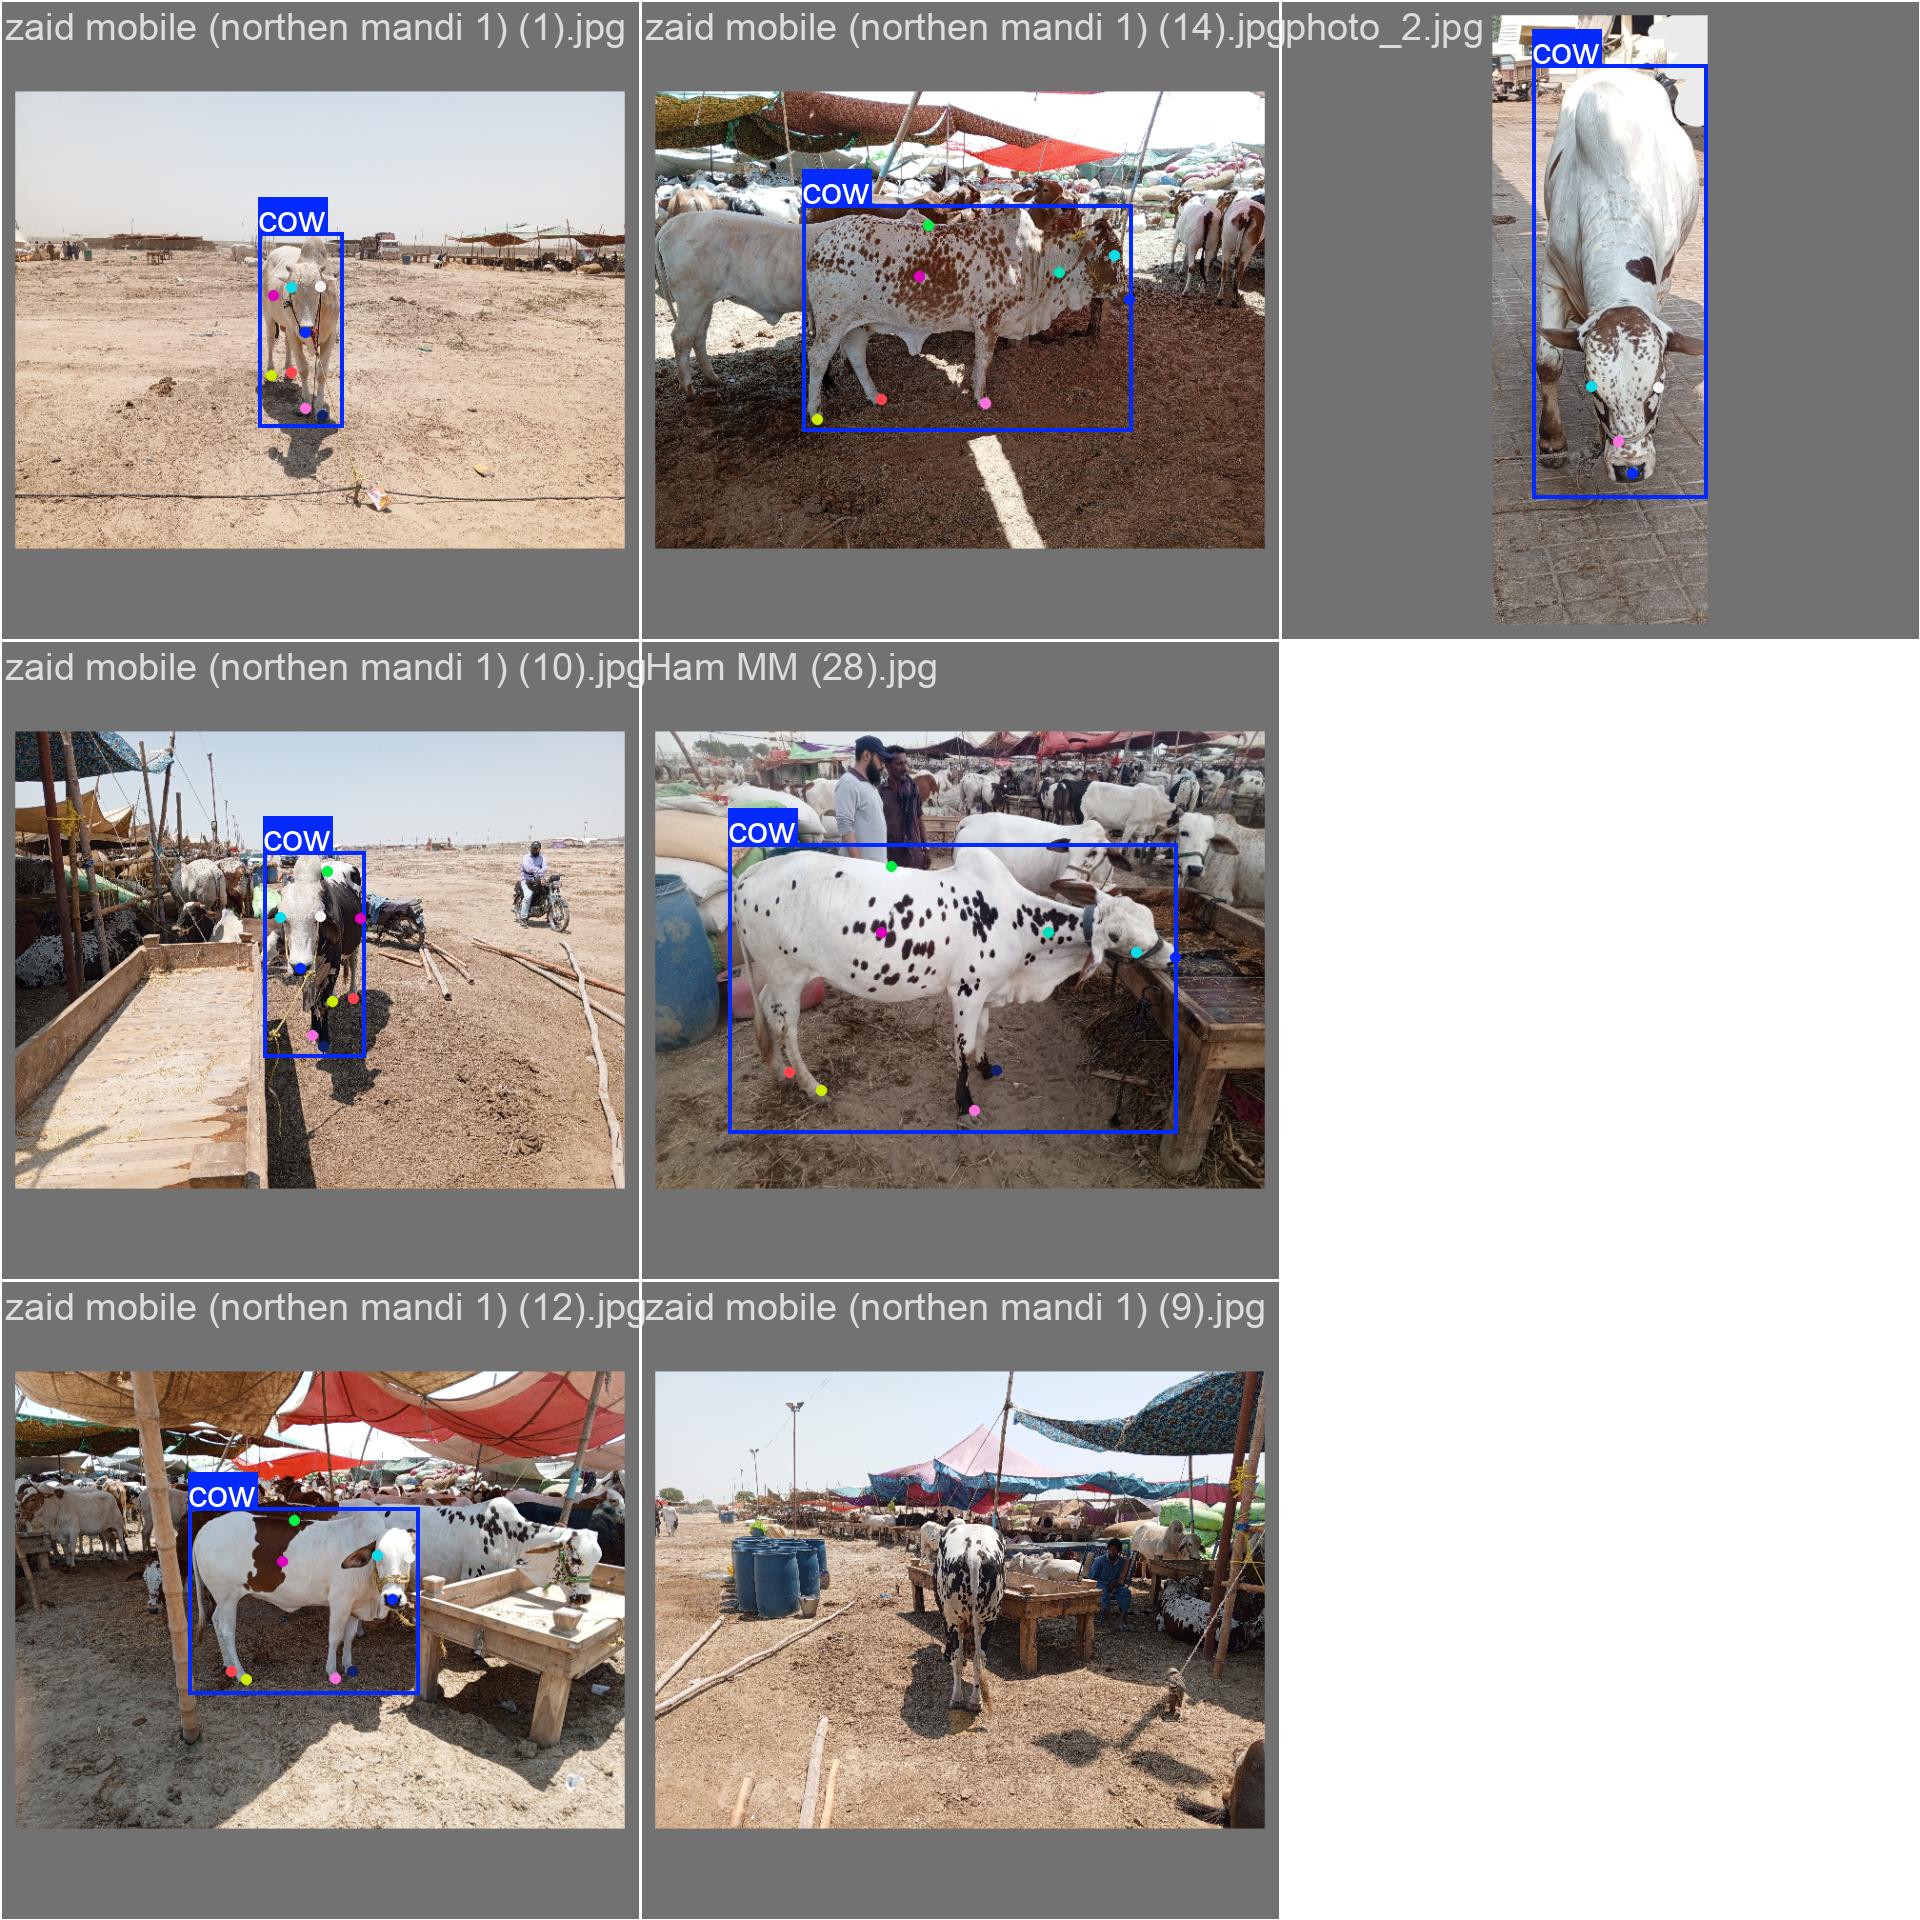 zaid mobile (northen mandi 1) (1).jpg
zaid mobile (northen mandi 1) (14).jpg
photo_2.jpg
cow
cow
cow
zaid mobile (northen mandi 1) (10).jpg
Ham MM (28).jpg
cow
cow
zaid mobile (northen mandi 1) (12).jpg
zaid mobile (northen mandi 1) (9).jpg
cow